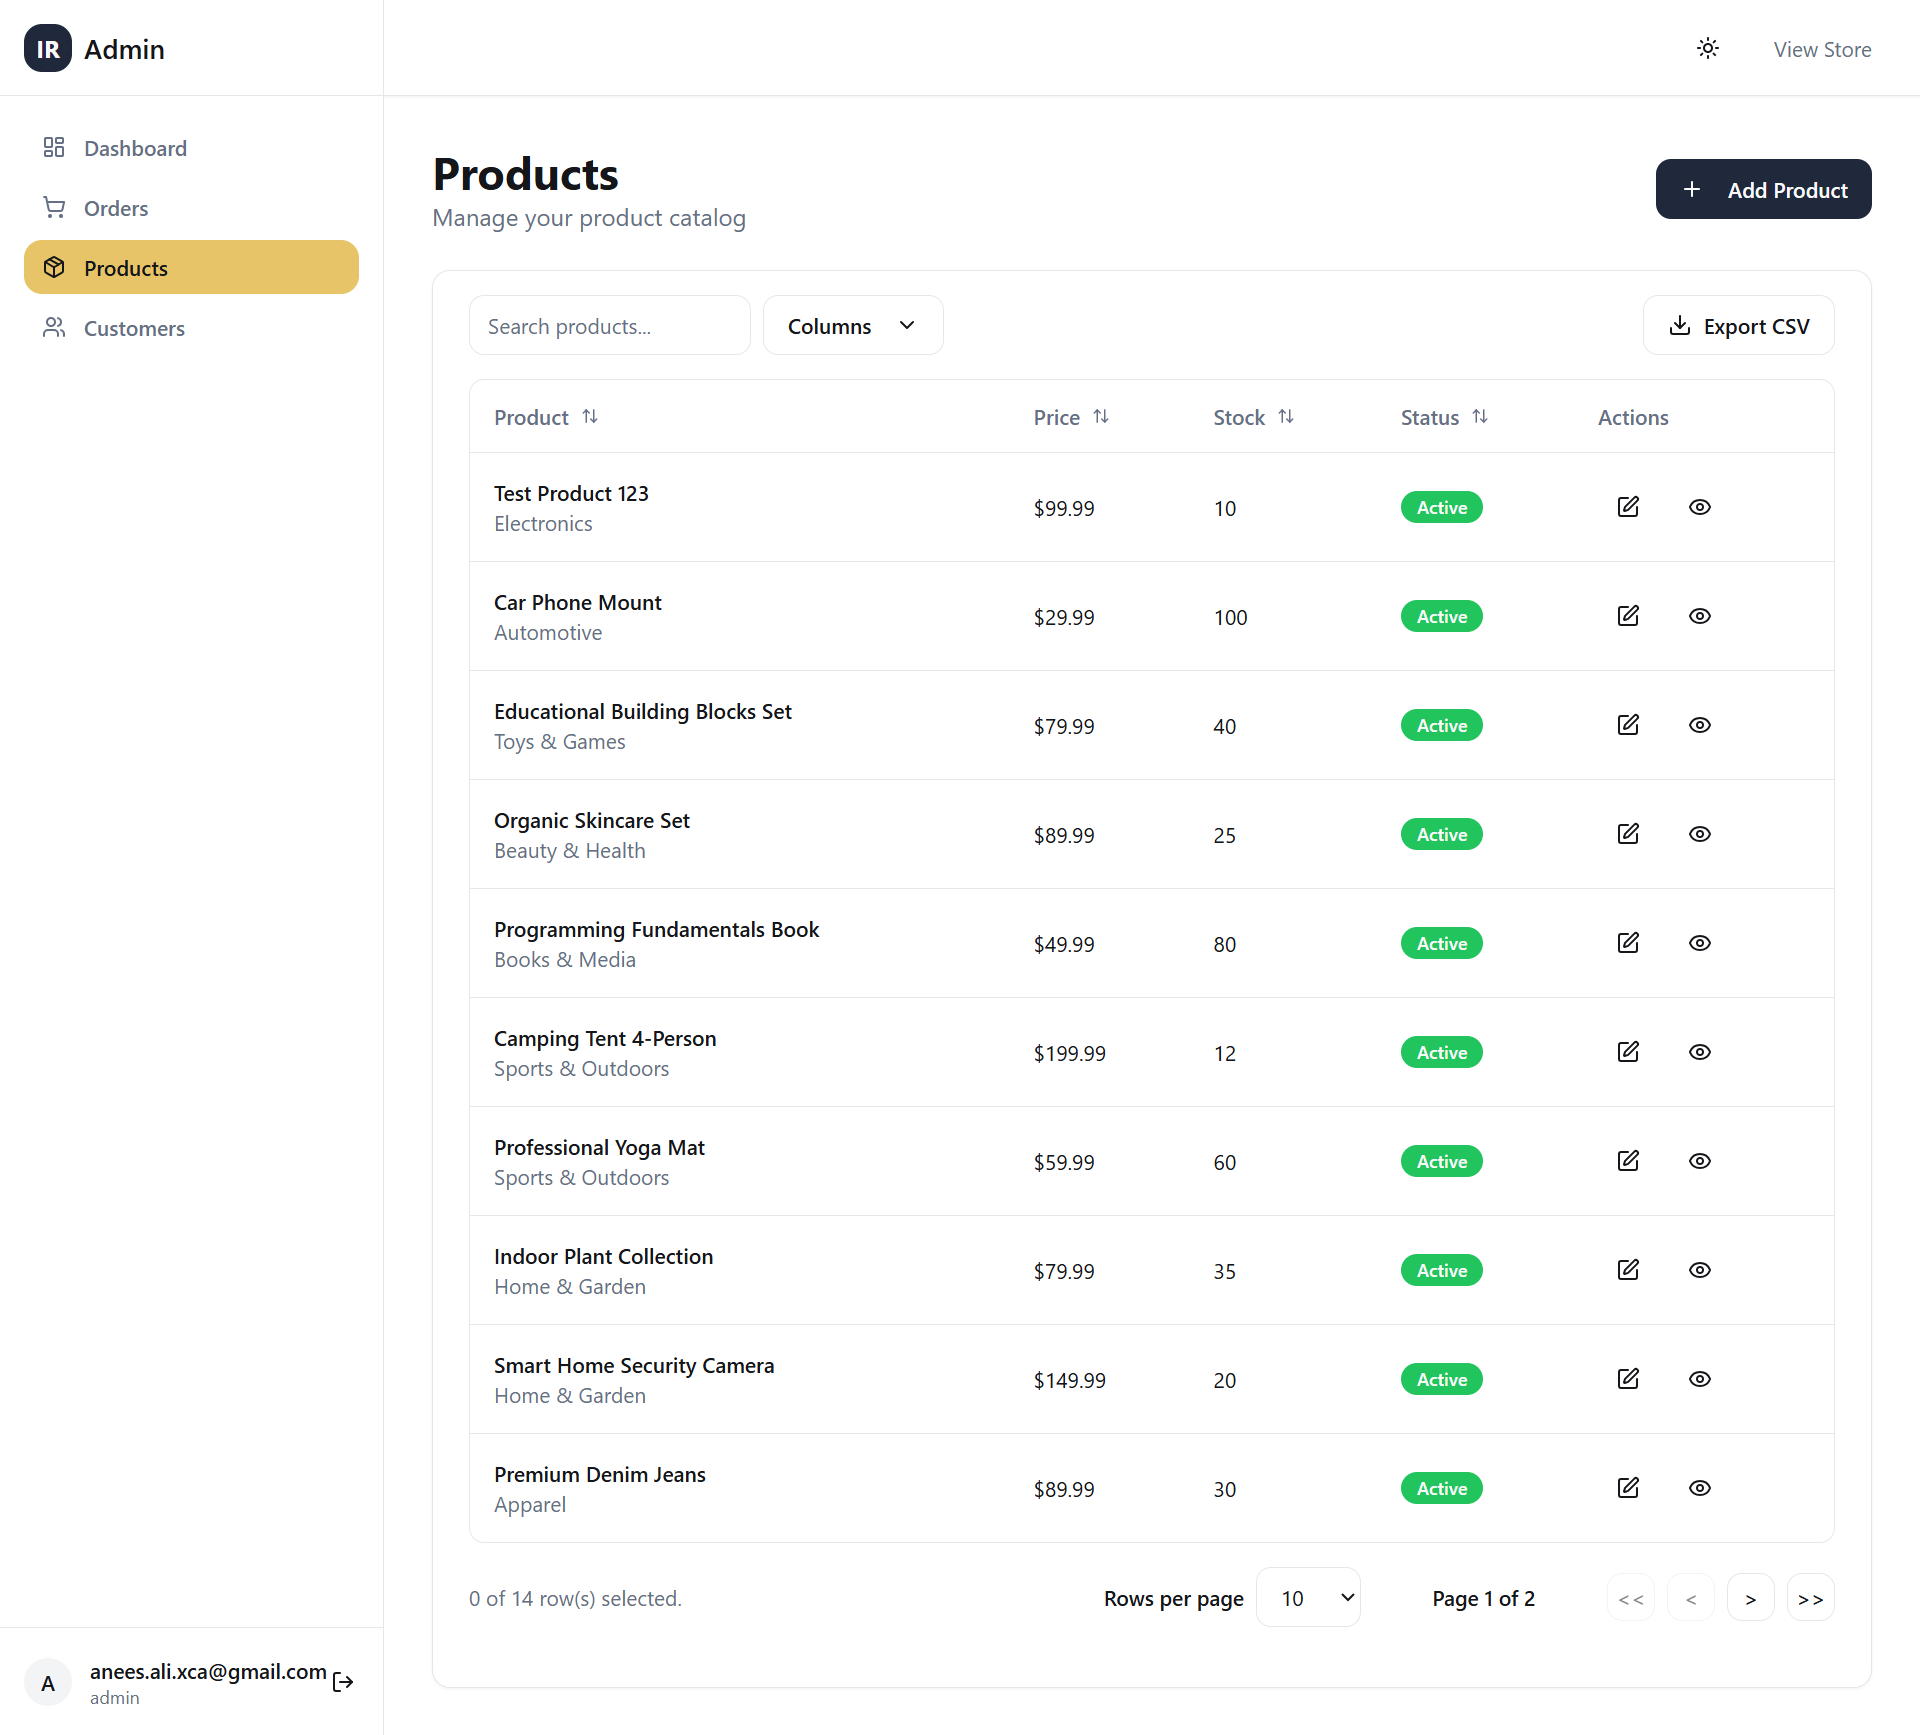 IR Admin
View Store
Dashboard
Orders
Products
Customers
Products
Manage your product catalog
Add Product
Search products...
Columns
Export CSV
Product Price Stock Status Actions
Test Product 123
Electronics
$99.99 10 Active
Car Phone Mount
Automotive
$29.99 100 Active
Educational Building Blocks Set
Toys & Games
$79.99 40 Active
Organic Skincare Set
Beauty & Health
$89.99 25 Active
Programming Fundamentals Book
Books & Media
$49.99 80 Active
Camping Tent 4-Person
Sports & Outdoors
$199.99 12 Active
Professional Yoga Mat
Sports & Outdoors
$59.99 60 Active
Indoor Plant Collection
Home & Garden
$79.99 35 Active
Smart Home Security Camera
Home & Garden
$149.99 20 Active
Premium Denim Jeans
Apparel
$89.99 30 Active
0 of 14 row(s) selected.
Rows per page 10 Page 1 of 2 << < > >>
A
anees.ali.xca@gmail.com
admin